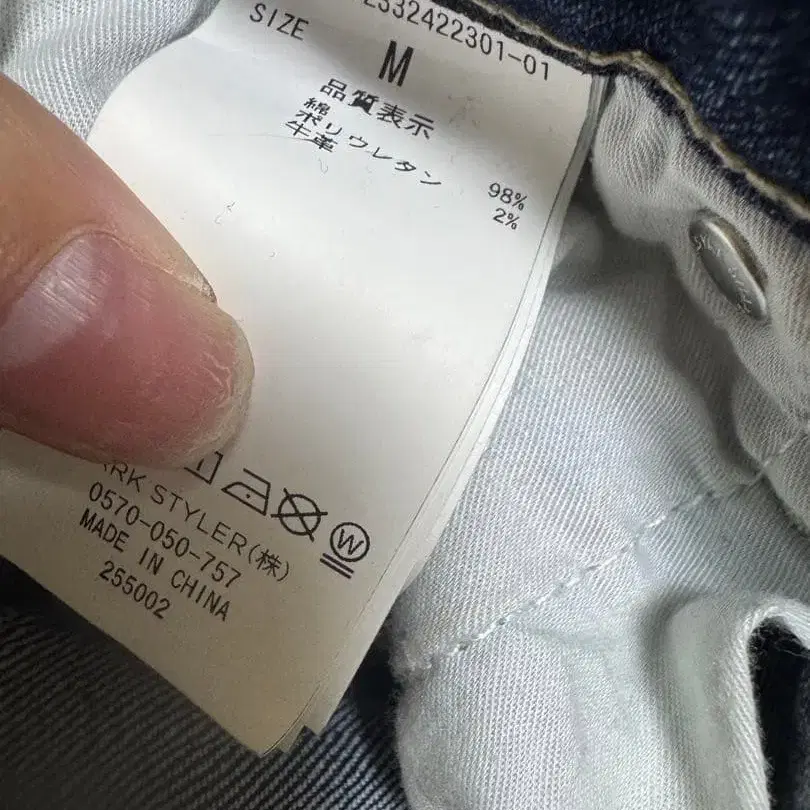 2332422301-01
SIZE
M
品質表示
綿 98%
ポリウレタン 2%
牛革
ARK STYLER(株)
0570-050-757
MADE IN CHINA
255002
W